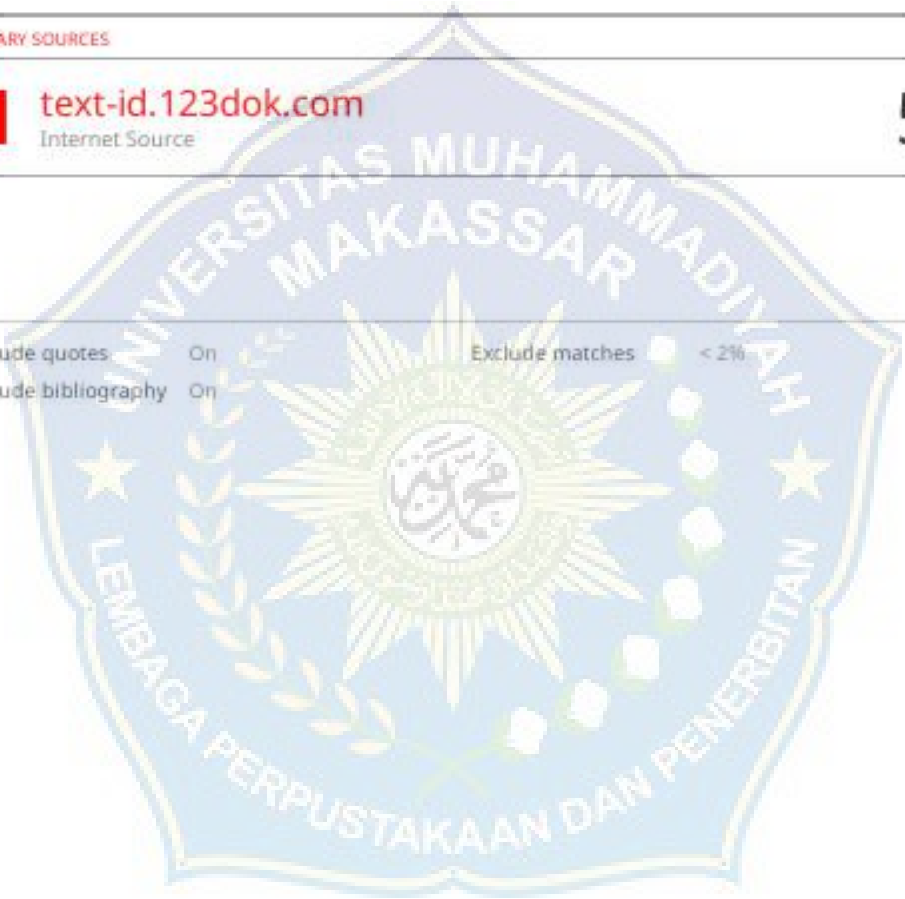 ARY SOURCES
text-id.123dok.com
Internet Source
UNIVERSITAS MUHAMMADIYAH
MAKASSAR
ude quotes On Exclude matches < 2%
ude bibliography On
محمدية
LEMBAGA PERPUSTAKAAN DAN PENERBITAN